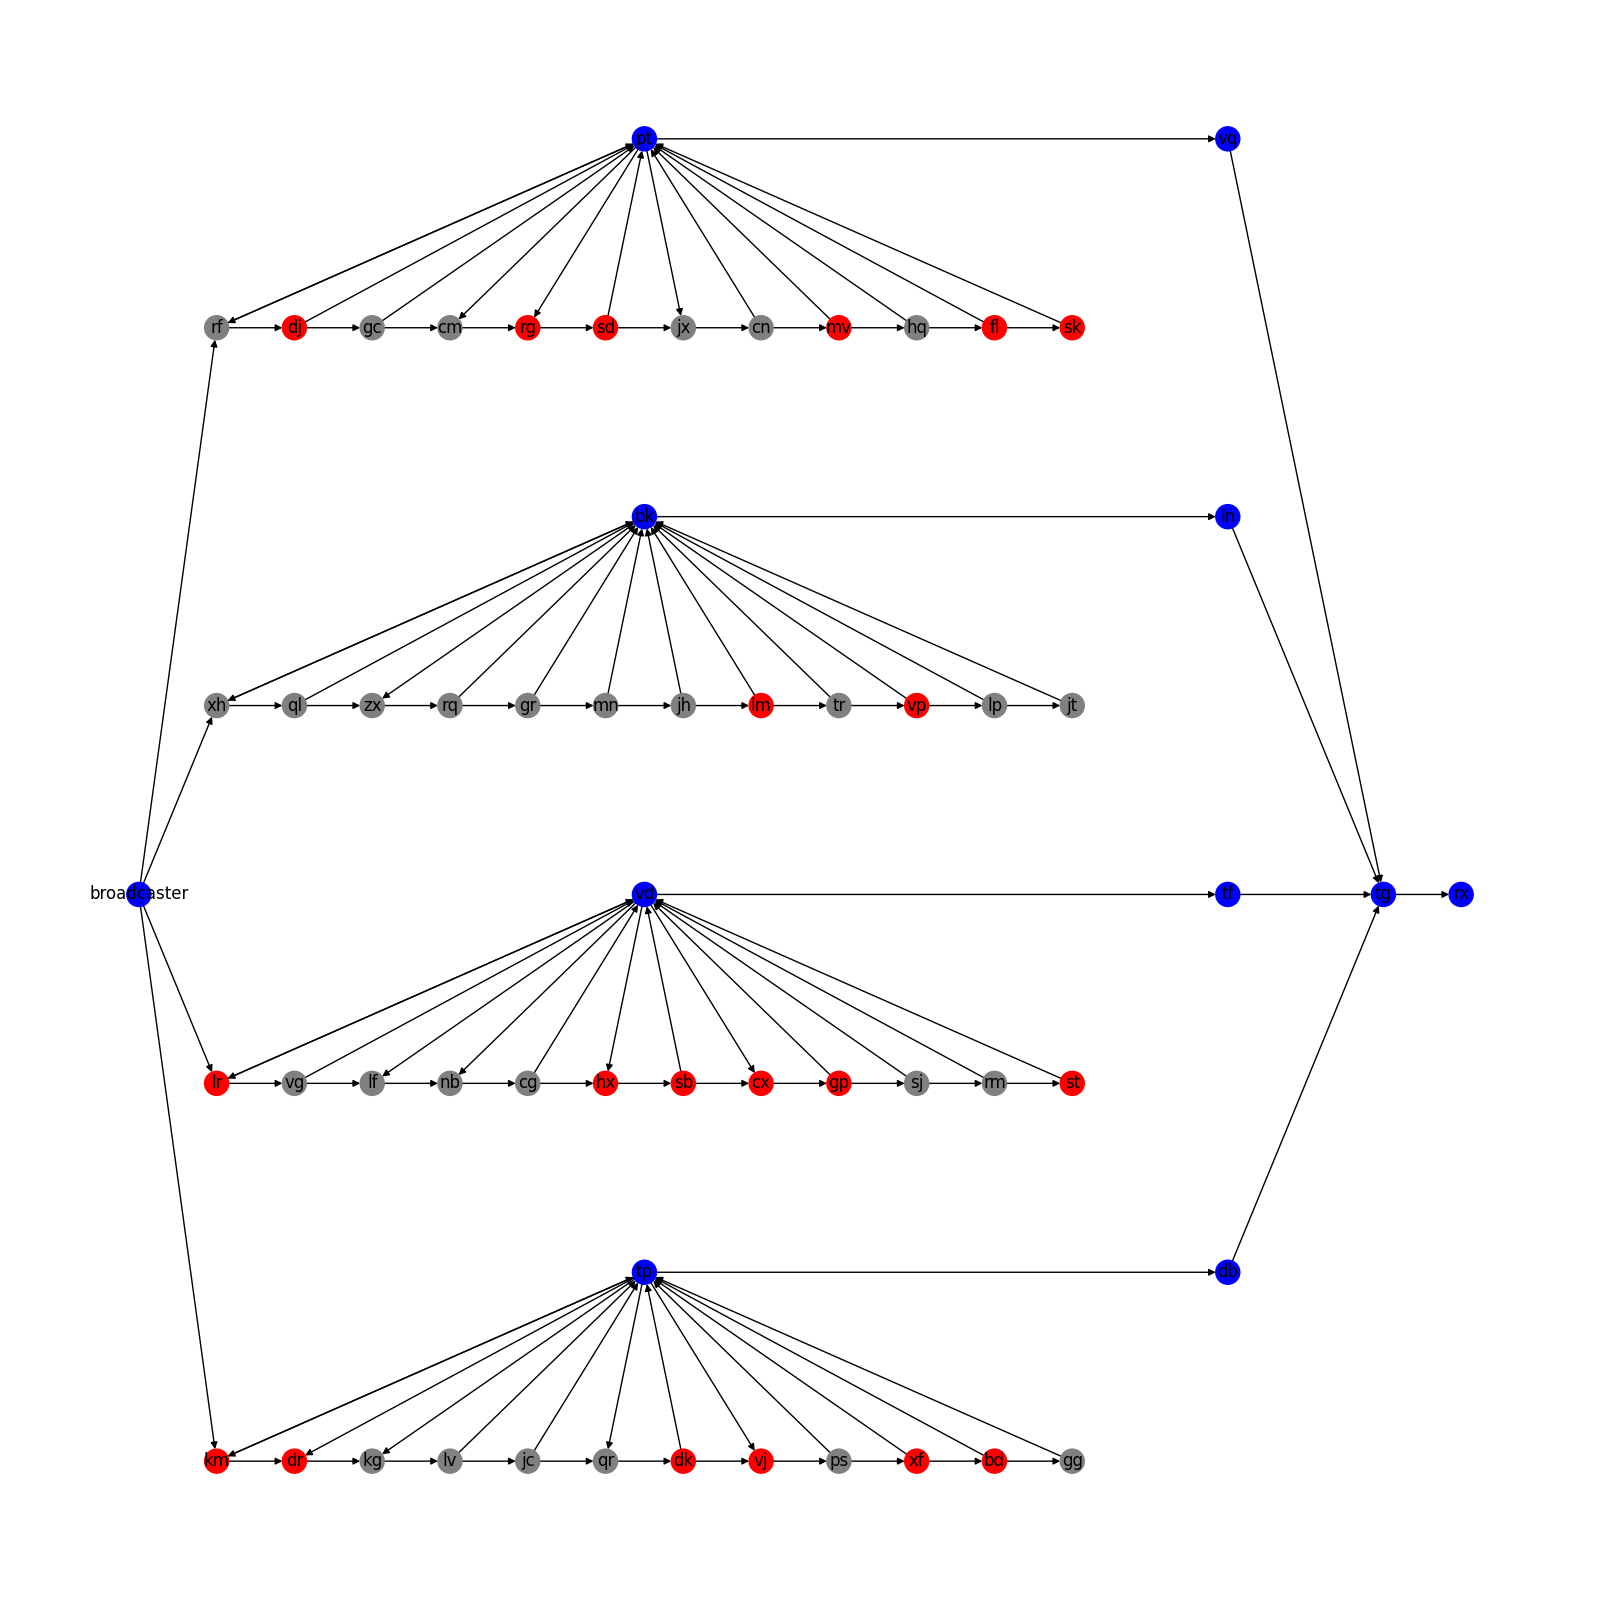 pt vq
rf dj gc cm rg sd jx cn mv hq fl sk
bk ln
xh ql zx rq gr mn jh lm tr vp lp jt
broadcaster vd tf tg rx
lr vg lf nb cg hx sb cx gp sj rm st
tp db
km dr kg lv jc qr dk vj ps xf bd gg